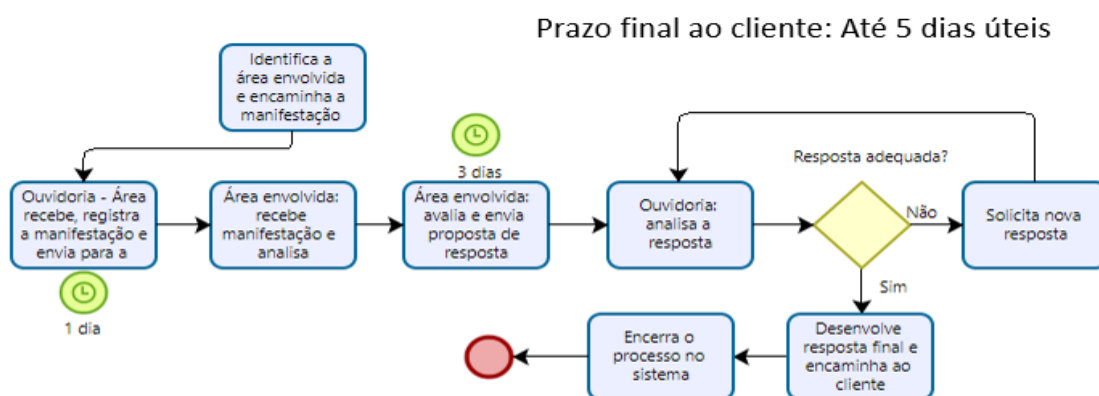 Prazo final ao cliente: Até 5 dias úteis
Identifica a
área envolvida
e encaminha a
manifestação
Ouvidoria - Área
recebe, registra
a manifestação e
envia para a
1 dia
Área envolvida:
recebe
manifestação e
analisa
3 dias
Área envolvida:
avalia e envia
proposta de
resposta
Ouvidoria:
analisa a
resposta
Resposta adequada?
Não
Solicita nova
resposta
Sim
Desenvolve
resposta final e
encaminha ao
cliente
Encerra o
processo no
sistema